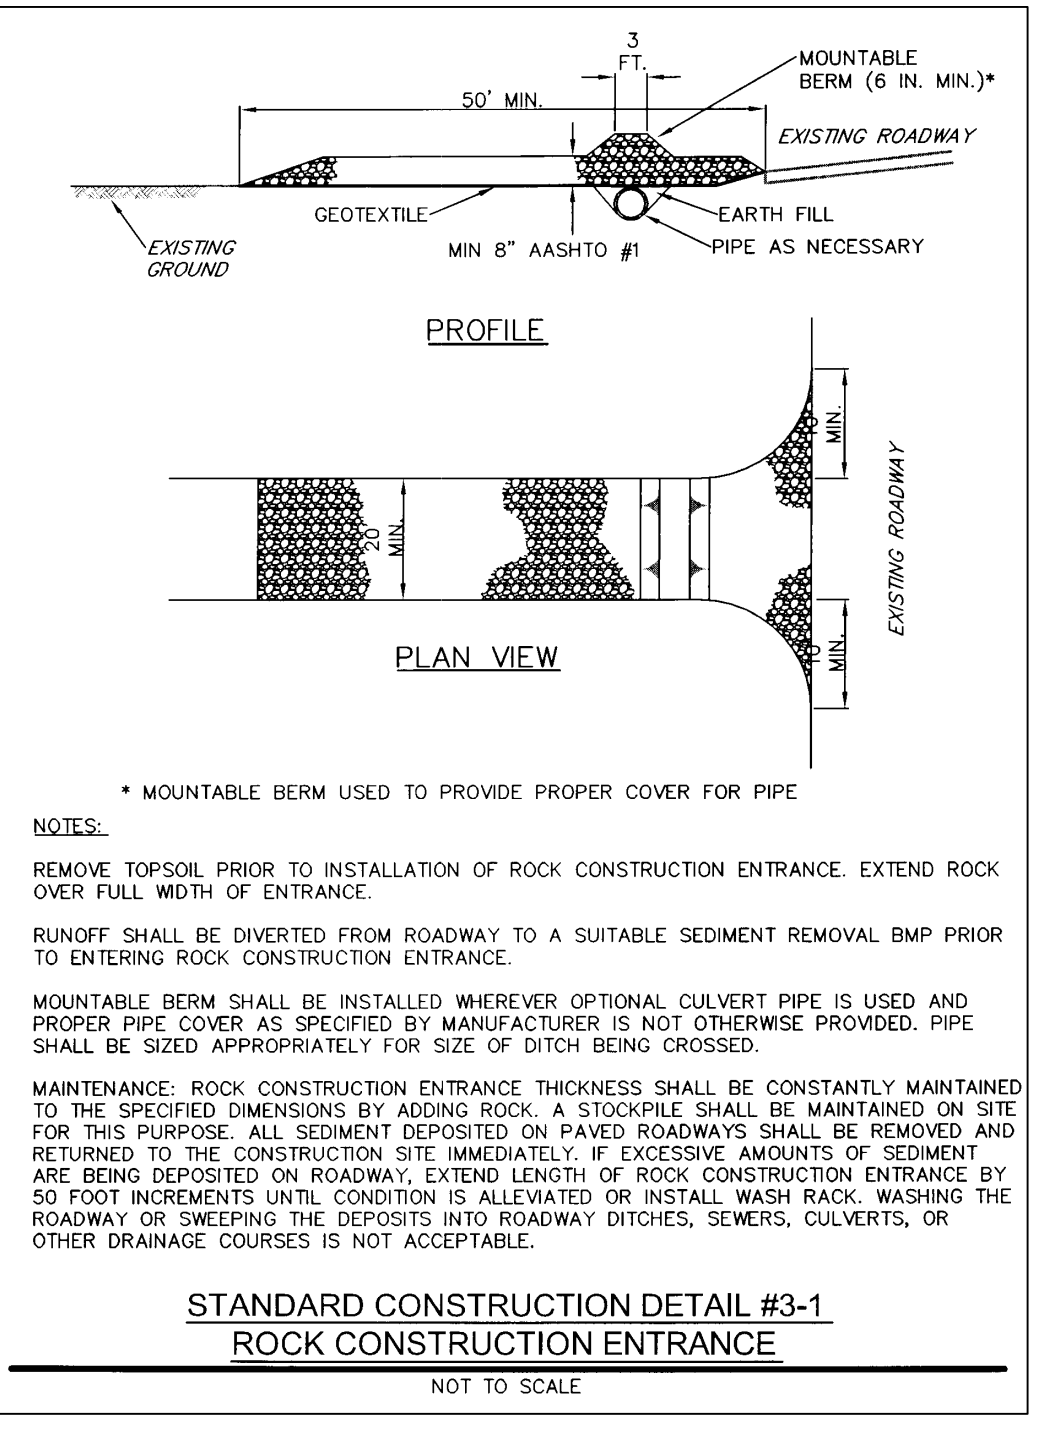 3
FT.
MOUNTABLE
BERM (6 IN. MIN.)*
50' MIN.
EXISTING ROADWAY
GEOTEXTILE
EARTH FILL
EXISTING
GROUND
MIN 8" AASHTO #1
PIPE AS NECESSARY
PROFILE
10'
MIN.
20'
MIN.
EXISTING ROADWAY
PLAN VIEW
10'
MIN.
* MOUNTABLE BERM USED TO PROVIDE PROPER COVER FOR PIPE
NOTES:
REMOVE TOPSOIL PRIOR TO INSTALLATION OF ROCK CONSTRUCTION ENTRANCE. EXTEND ROCK
OVER FULL WIDTH OF ENTRANCE.
RUNOFF SHALL BE DIVERTED FROM ROADWAY TO A SUITABLE SEDIMENT REMOVAL BMP PRIOR
TO ENTERING ROCK CONSTRUCTION ENTRANCE.
MOUNTABLE BERM SHALL BE INSTALLED WHEREVER OPTIONAL CULVERT PIPE IS USED AND
PROPER PIPE COVER AS SPECIFIED BY MANUFACTURER IS NOT OTHERWISE PROVIDED. PIPE
SHALL BE SIZED APPROPRIATELY FOR SIZE OF DITCH BEING CROSSED.
MAINTENANCE: ROCK CONSTRUCTION ENTRANCE THICKNESS SHALL BE CONSTANTLY MAINTAINED
TO THE SPECIFIED DIMENSIONS BY ADDING ROCK. A STOCKPILE SHALL BE MAINTAINED ON SITE
FOR THIS PURPOSE. ALL SEDIMENT DEPOSITED ON PAVED ROADWAYS SHALL BE REMOVED AND
RETURNED TO THE CONSTRUCTION SITE IMMEDIATELY. IF EXCESSIVE AMOUNTS OF SEDIMENT
ARE BEING DEPOSITED ON ROADWAY, EXTEND LENGTH OF ROCK CONSTRUCTION ENTRANCE BY
50 FOOT INCREMENTS UNTIL CONDITION IS ALLEVIATED OR INSTALL WASH RACK. WASHING THE
ROADWAY OR SWEEPING THE DEPOSITS INTO ROADWAY DITCHES, SEWERS, CULVERTS, OR
OTHER DRAINAGE COURSES IS NOT ACCEPTABLE.
STANDARD CONSTRUCTION DETAIL #3-1
ROCK CONSTRUCTION ENTRANCE
NOT TO SCALE